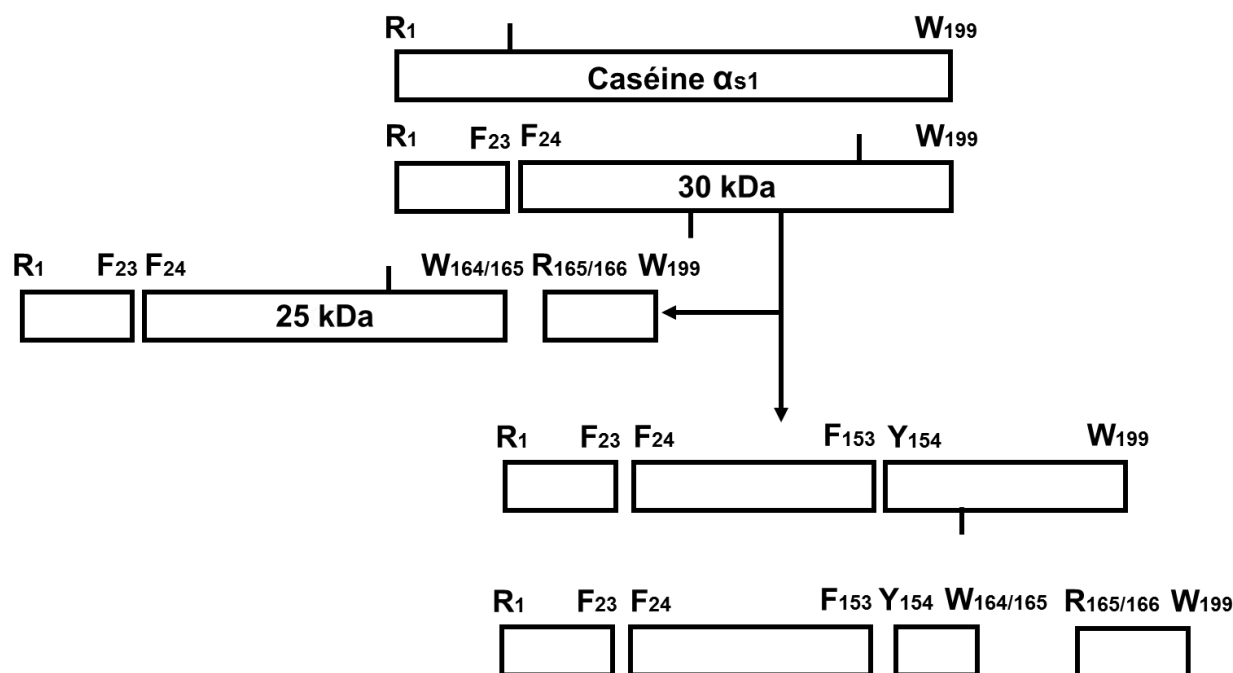 R1 W199
Caséine αs1
R1 F23 F24 W199
30 kDa
R1 F23 F24 W164/165 R165/166 W199
25 kDa
R1 F23 F24 F153 Y154 W199
R1 F23 F24 F153 Y154 W164/165 R165/166 W199